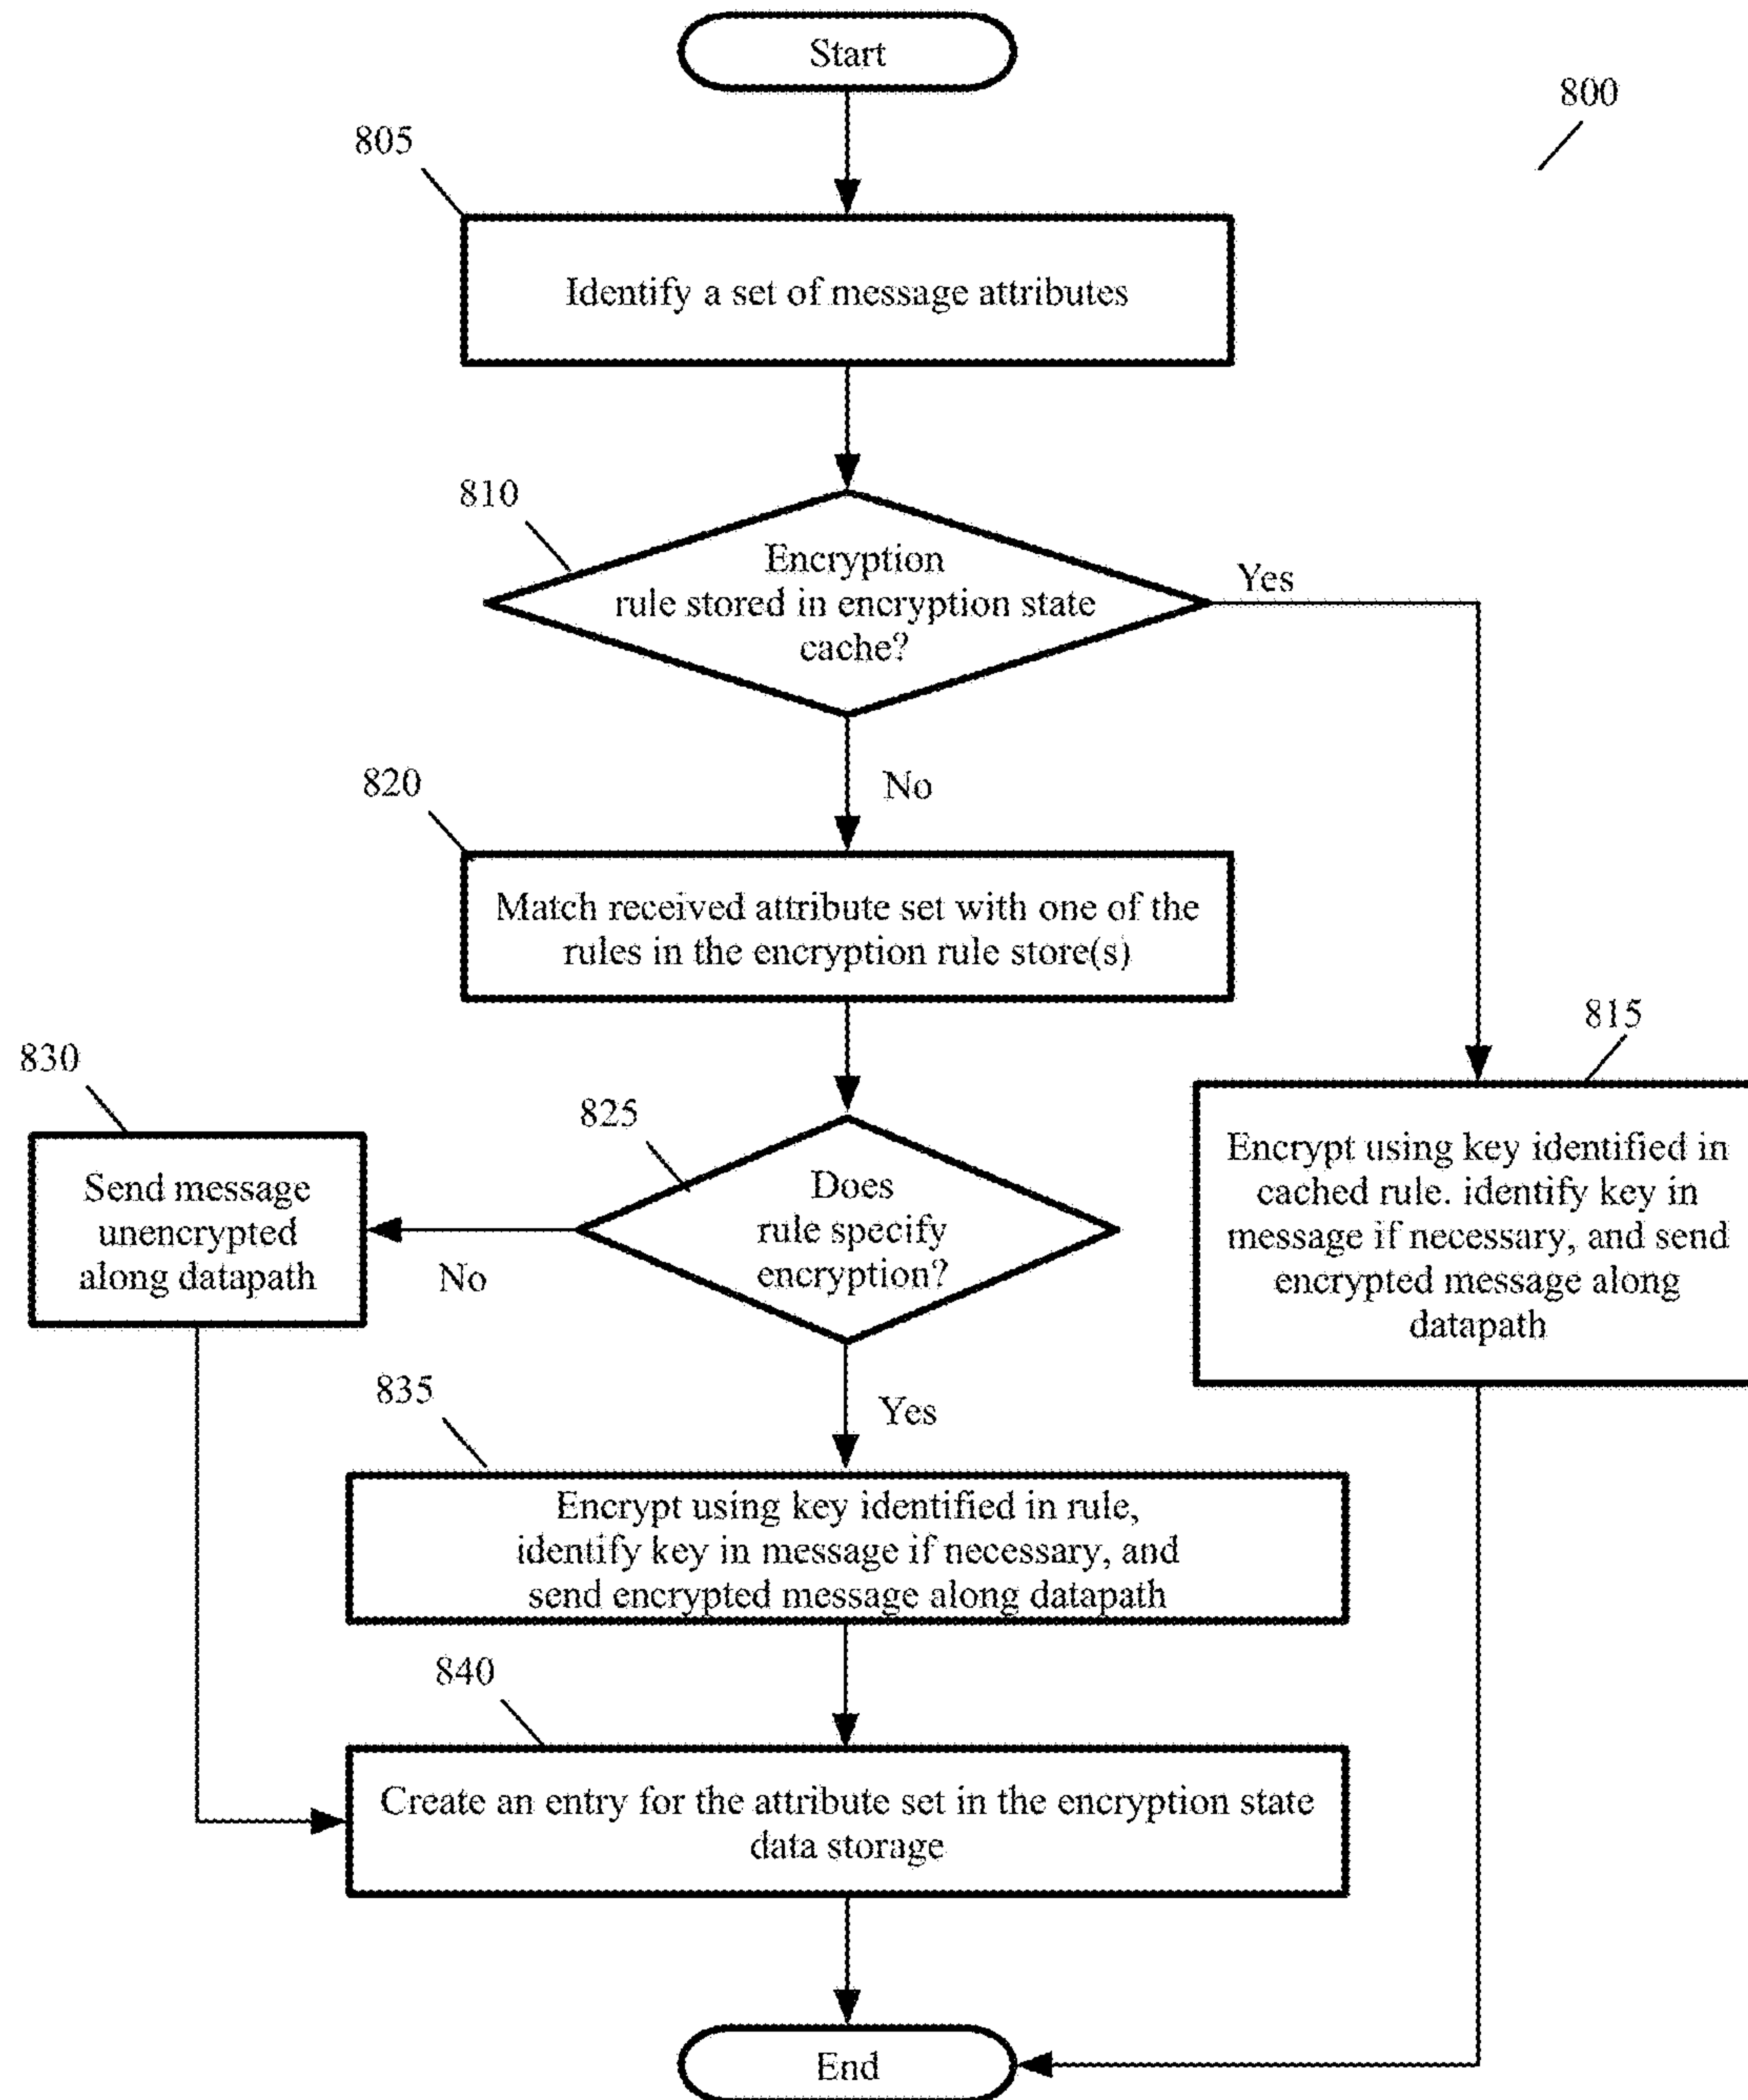 Start
800
805
Identify a set of message attributes
810
Encryption
rule stored in encryption state
cache?
Yes
No
820
Match received attribute set with one of the
rules in the encryption rule store(s)
815
Encrypt using key identified in
cached rule. identify key in
message if necessary, and send
encrypted message along
datapath
830
Send message
unencrypted
along datapath
825
Does
rule specify
encryption?
No
Yes
835
Encrypt using key identified in rule,
identify key in message if necessary, and
send encrypted message along datapath
840
Create an entry for the attribute set in the encryption state
data storage
End